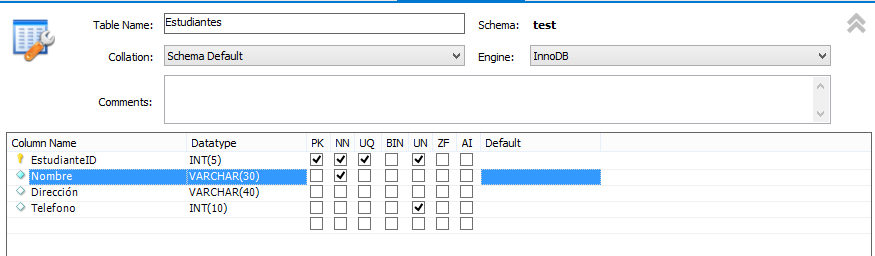 Table Name: Estudiantes Schema: test
Collation: Schema Default Engine: InnoDB
Comments:
Column Name Datatype PK NN UQ BIN UN ZF AI Default
EstudianteID INT(5)
Nombre VARCHAR(30)
Dirección VARCHAR(40)
Telefono INT(10)